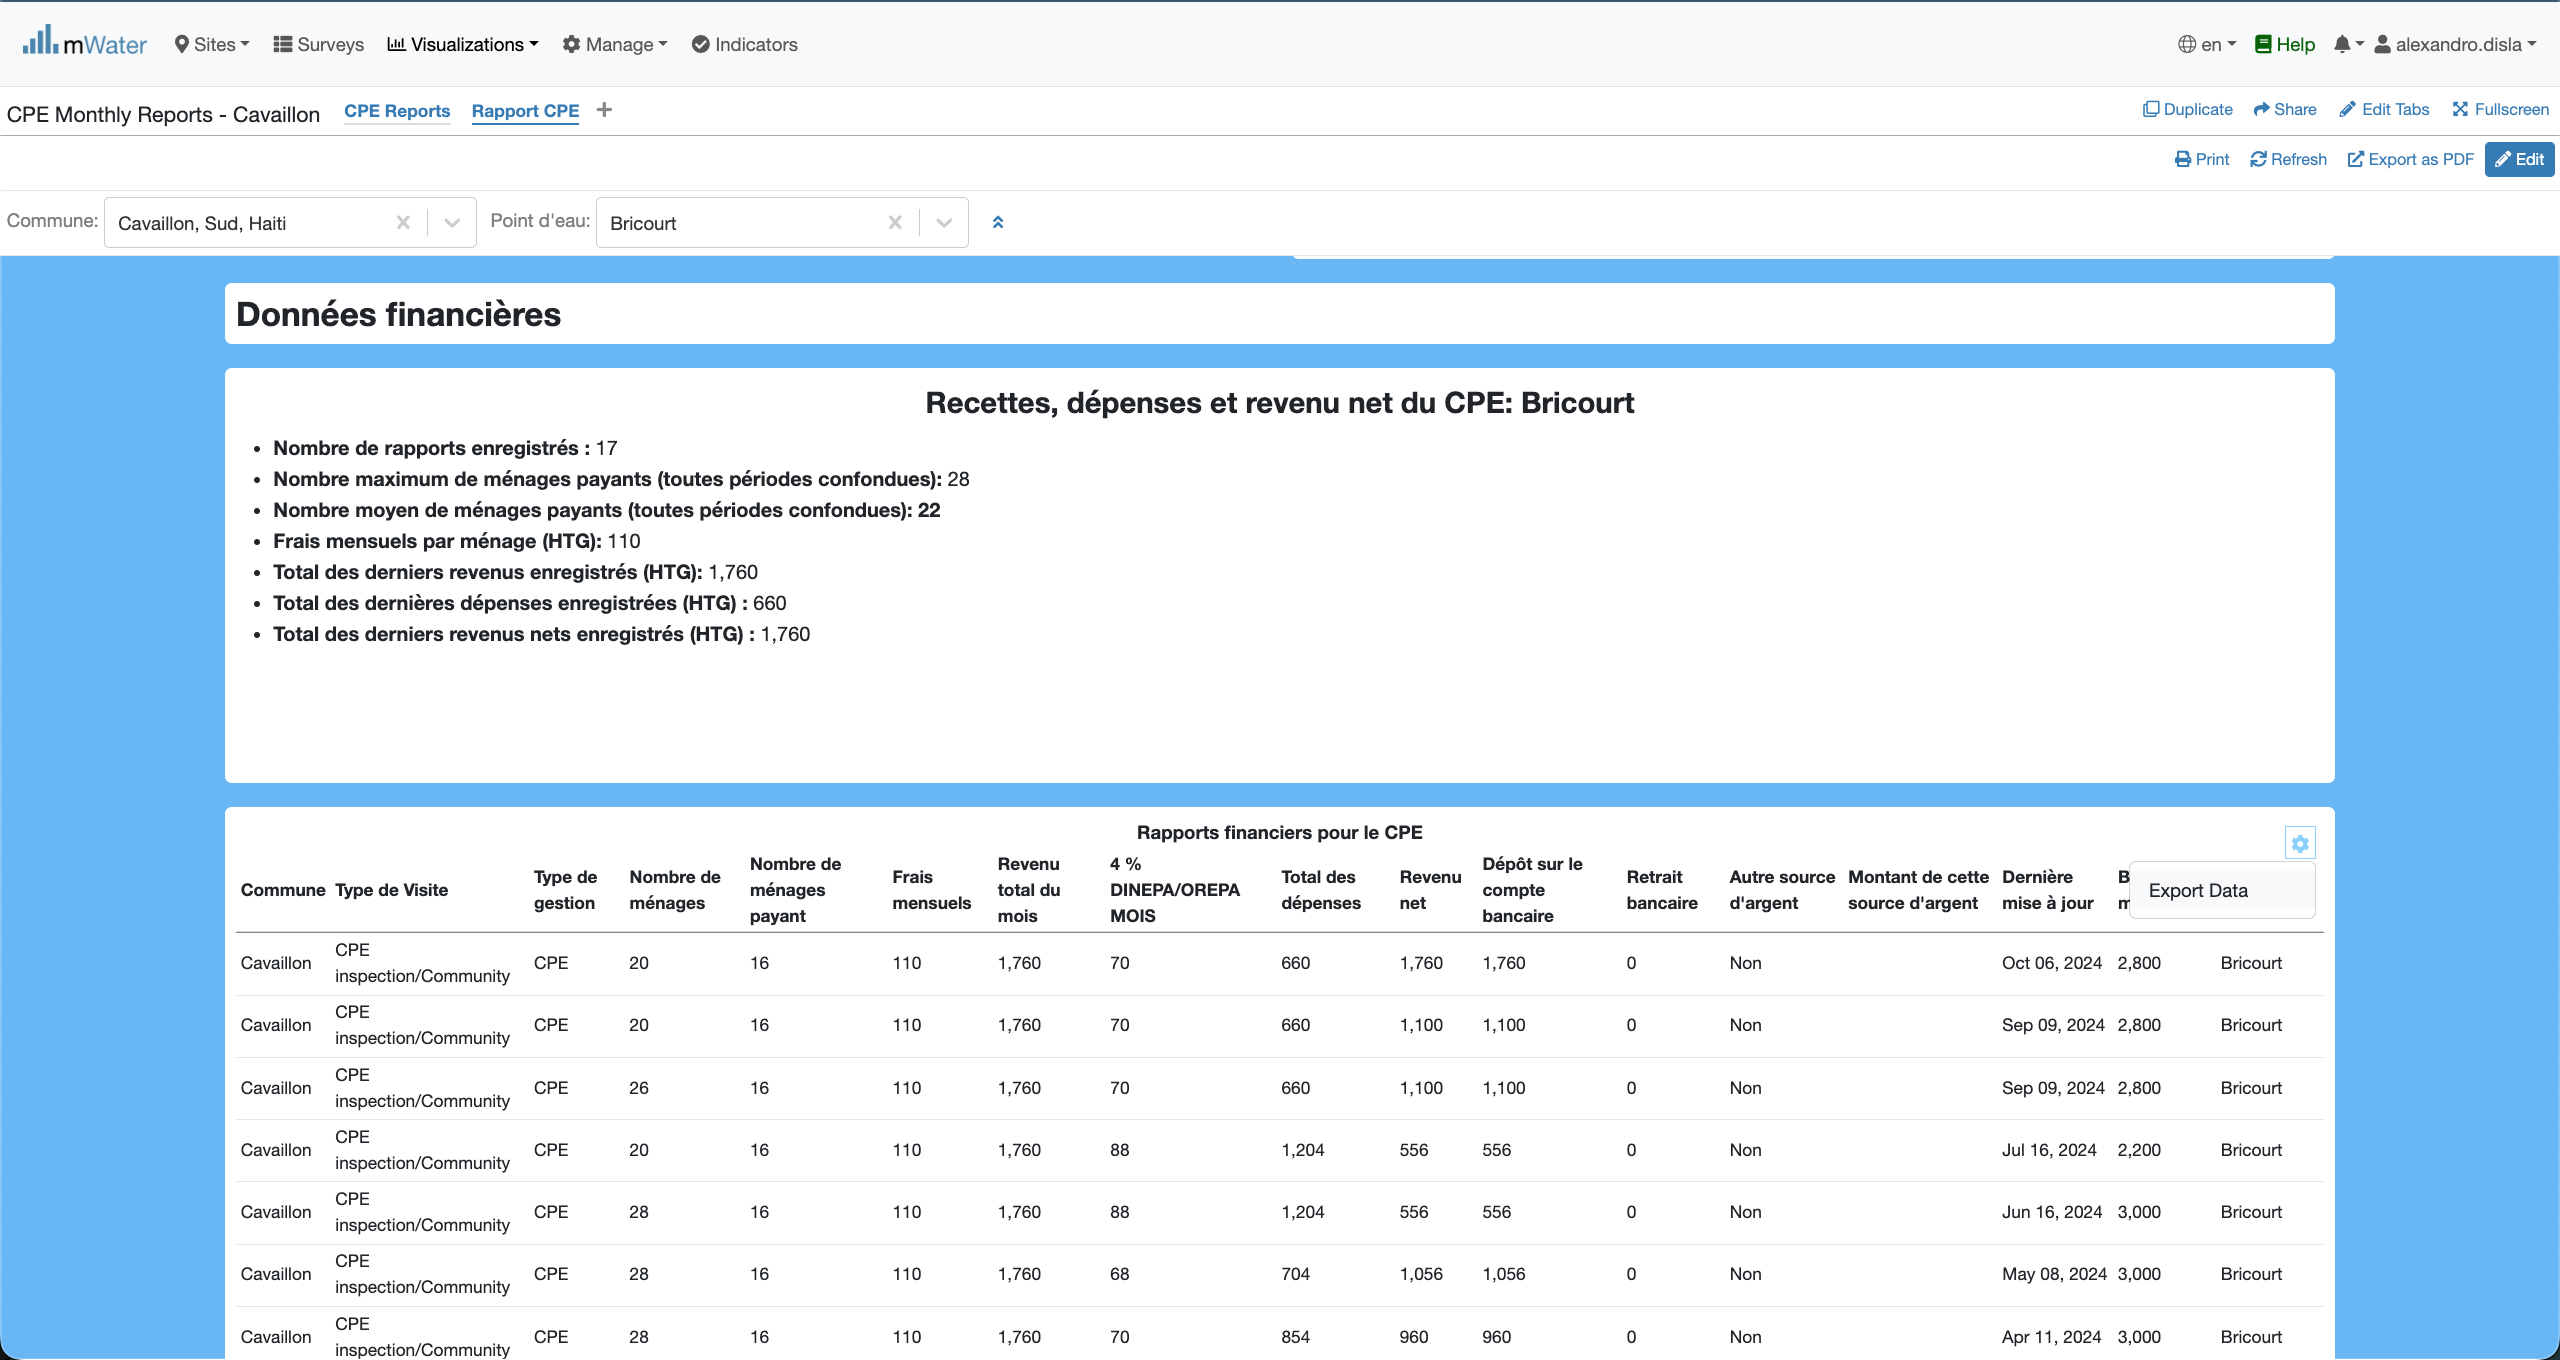 mWater Sites Surveys Visualizations Manage Indicators en Help alexandro.disla
CPE Monthly Reports - Cavaillon CPE Reports Rapport CPE + Duplicate Share Edit Tabs Fullscreen
Print Refresh Export as PDF Edit
Commune: Cavaillon, Sud, Haiti Point d'eau: Bricourt
Données financières
Recettes, dépenses et revenu net du CPE: Bricourt
• Nombre de rapports enregistrés : 17
• Nombre maximum de ménages payants (toutes périodes confondues): 28
• Nombre moyen de ménages payants (toutes périodes confondues): 22
• Frais mensuels par ménage (HTG): 110
• Total des derniers revenus enregistrés (HTG): 1,760
• Total des dernières dépenses enregistrées (HTG) : 660
• Total des derniers revenus nets enregistrés (HTG) : 1,760
Rapports financiers pour le CPE
Commune Type de Visite Type de gestion Nombre de ménages Nombre de ménages payant Frais mensuels Revenu total du mois 4 % DINEPA/OREPA MOIS Total des dépenses Revenu net Dépôt sur le compte bancaire Retrait bancaire Autre source d'argent Montant de cette source d'argent Dernière mise à jour
Export Data
Cavaillon CPE inspection/Community CPE 20 16 110 1,760 70 660 1,760 1,760 0 Non Oct 06, 2024 2,800 Bricourt
Cavaillon CPE inspection/Community CPE 20 16 110 1,760 70 660 1,100 1,100 0 Non Sep 09, 2024 2,800 Bricourt
Cavaillon CPE inspection/Community CPE 26 16 110 1,760 70 660 1,100 1,100 0 Non Sep 09, 2024 2,800 Bricourt
Cavaillon CPE inspection/Community CPE 20 16 110 1,760 88 1,204 556 556 0 Non Jul 16, 2024 2,200 Bricourt
Cavaillon CPE inspection/Community CPE 28 16 110 1,760 88 1,204 556 556 0 Non Jun 16, 2024 3,000 Bricourt
Cavaillon CPE inspection/Community CPE 28 16 110 1,760 68 704 1,056 1,056 0 Non May 08, 2024 3,000 Bricourt
Cavaillon CPE inspection/Community CPE 28 16 110 1,760 70 854 960 960 0 Non Apr 11, 2024 3,000 Bricourt